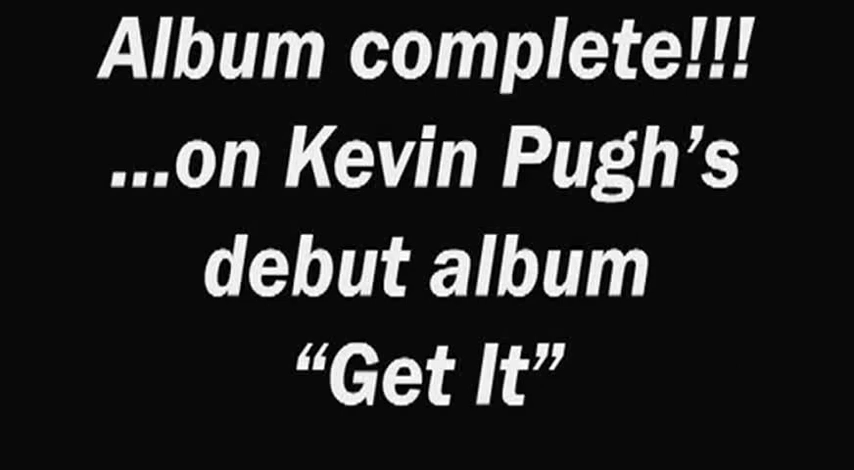 Album complete!!!
...on Kevin Pugh’s
debut album
“Get It”